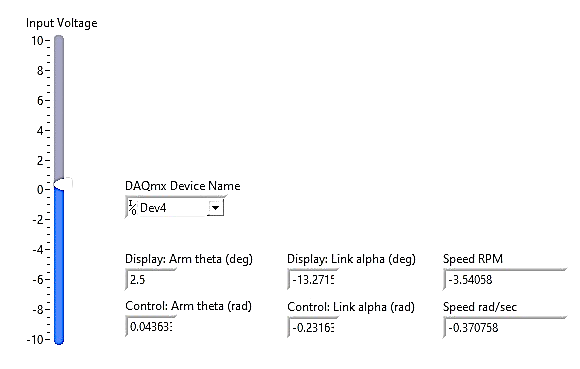 Input Voltage
10
8
6
4
2
0
-2
-4
-6
-8
-10
DAQmx Device Name
I/O Dev4
Display: Arm theta (deg)
2.5
Display: Link alpha (deg)
-13.2715
Speed RPM
-3.54058
Control: Arm theta (rad)
0.04363
Control: Link alpha (rad)
-0.2316
Speed rad/sec
-0.370758